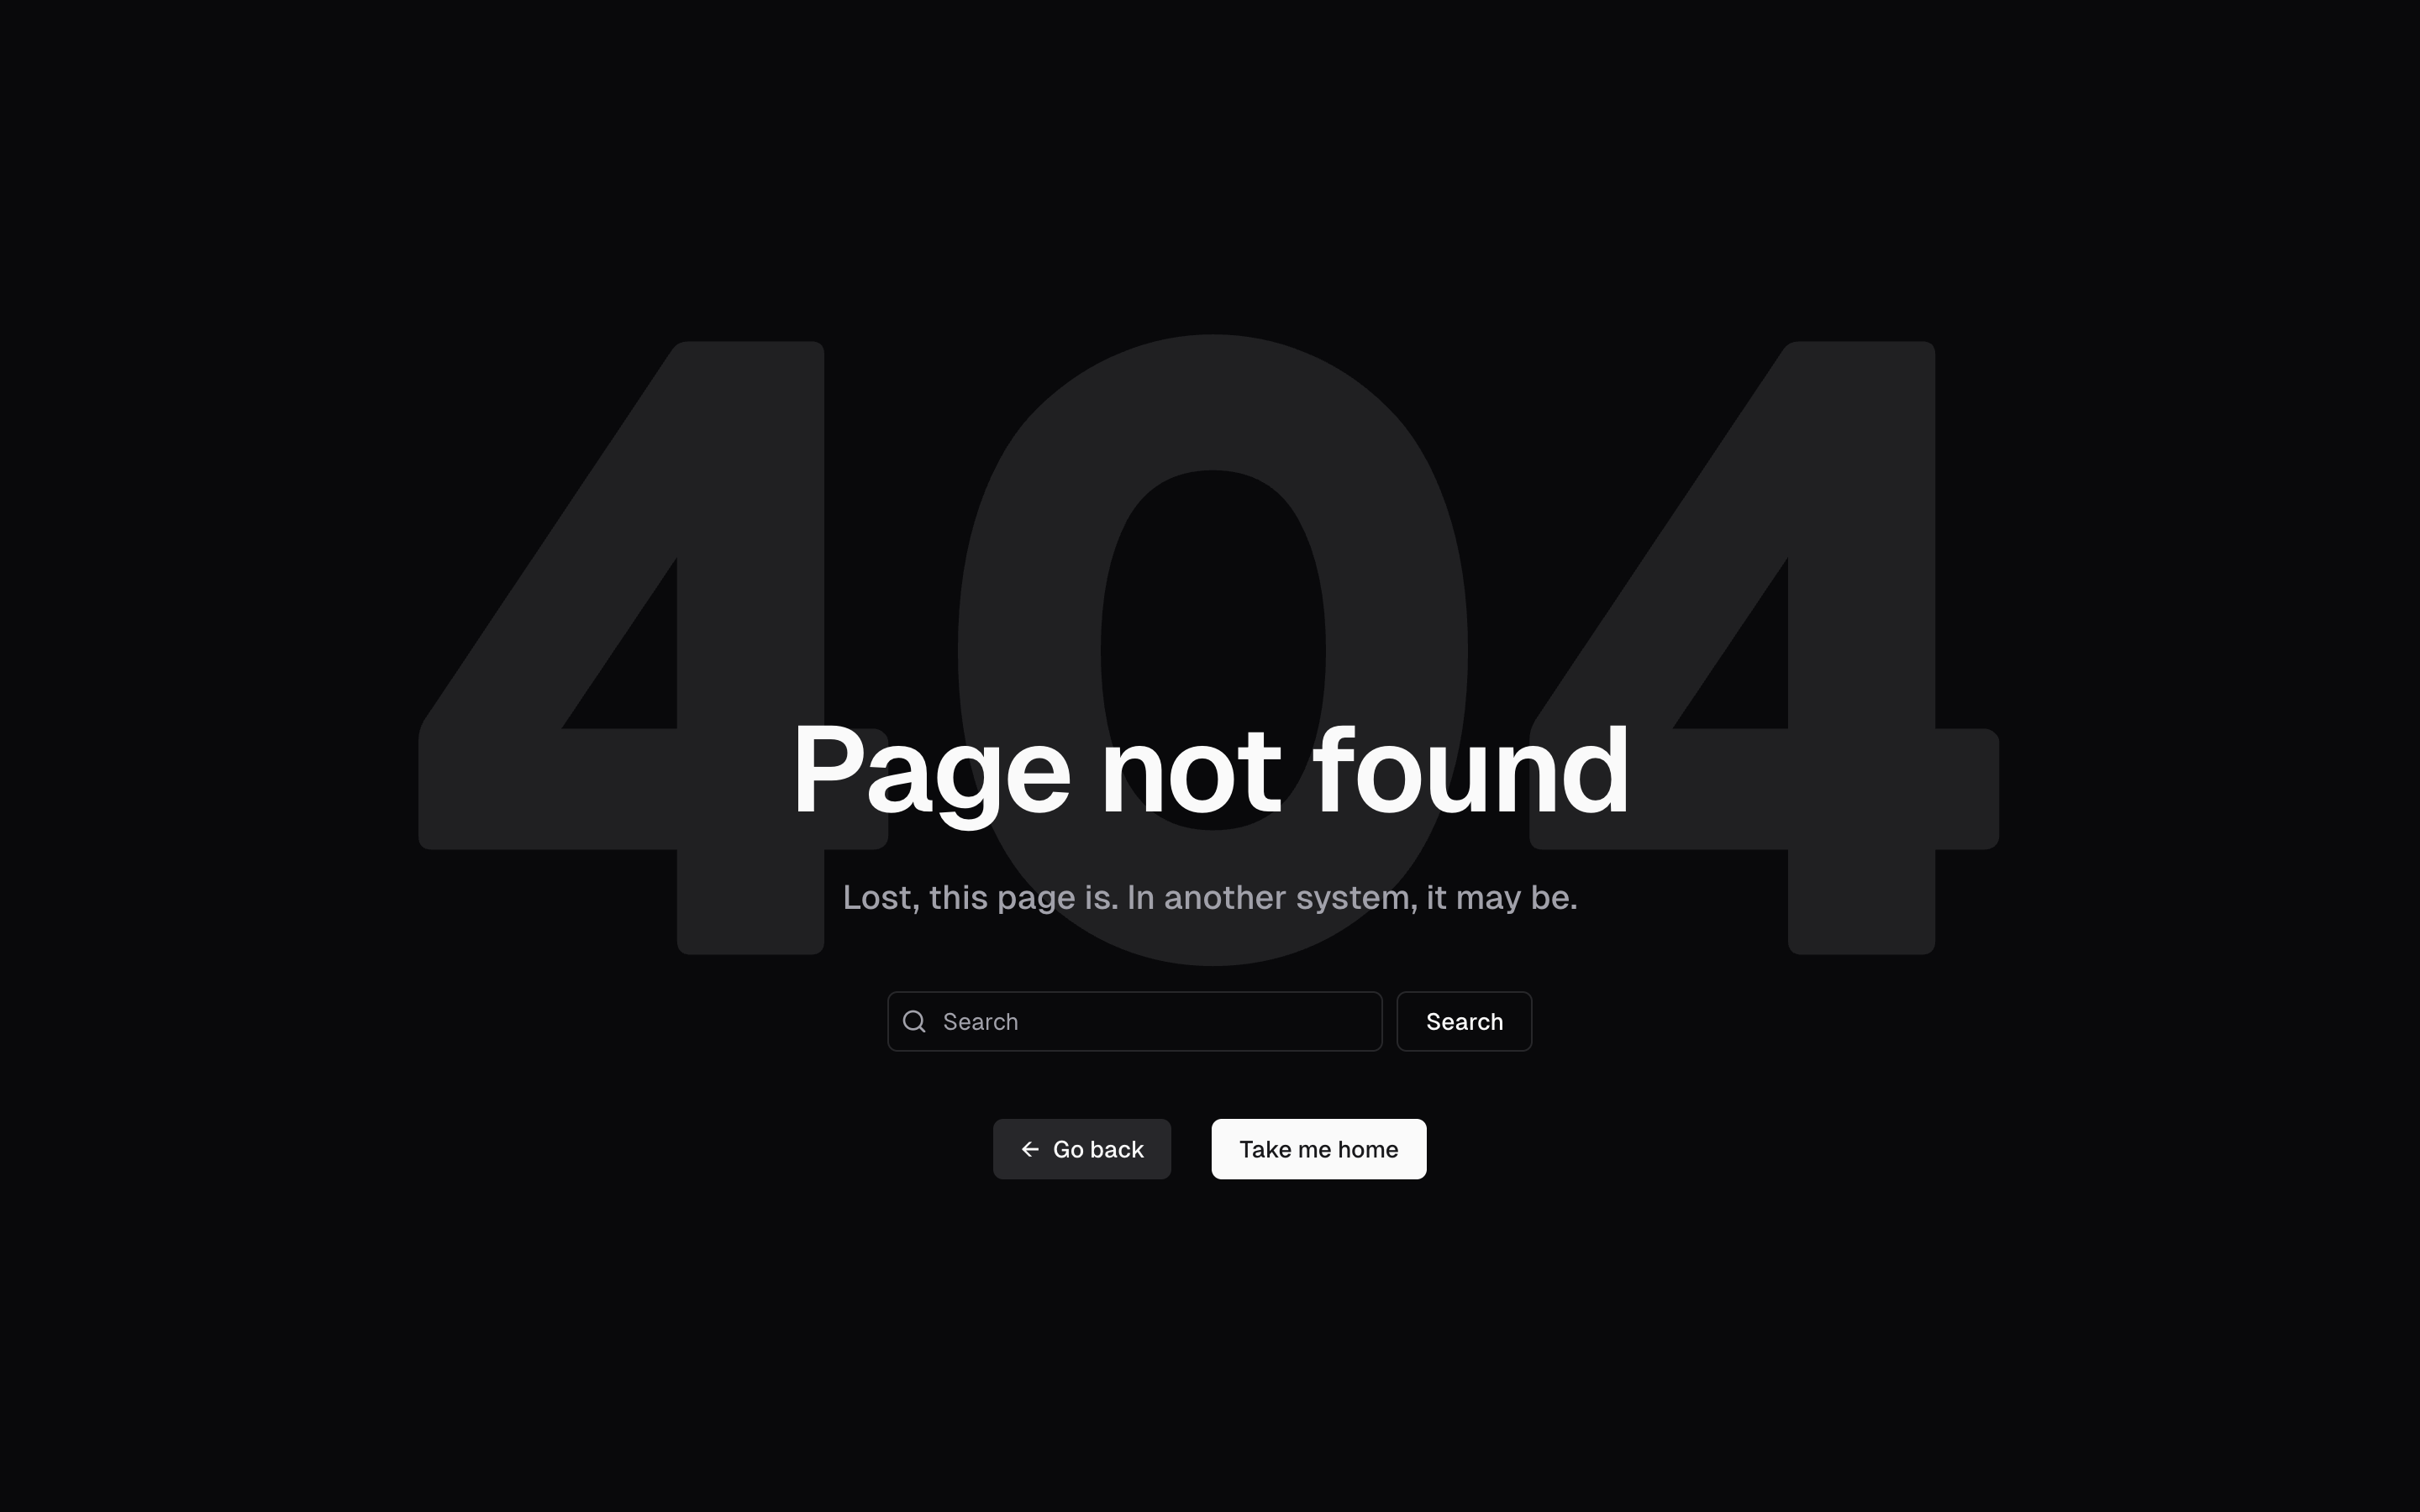 404
Page not found
Lost, this page is. In another system, it may be.
Search
Search
Go back
Take me home